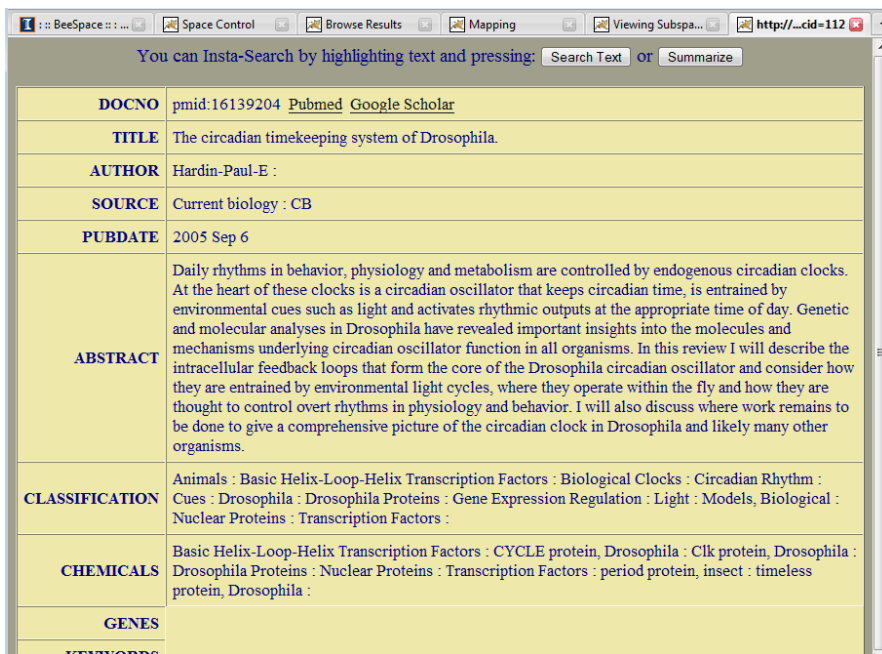 : :: BeeSpace :: : ... Space Control Browse Results Mapping Viewing Subspa... http://...cid=112
You can Insta-Search by highlighting text and pressing: Search Text or Summarize
DOCNO pmid:16139204 Pubmed Google Scholar
TITLE The circadian timekeeping system of Drosophila.
AUTHOR Hardin-Paul-E :
SOURCE Current biology : CB
PUBDATE 2005 Sep 6
ABSTRACT
Daily rhythms in behavior, physiology and metabolism are controlled by endogenous circadian clocks.
At the heart of these clocks is a circadian oscillator that keeps circadian time, is entrained by
environmental cues such as light and activates rhythmic outputs at the appropriate time of day. Genetic
and molecular analyses in Drosophila have revealed important insights into the molecules and
mechanisms underlying circadian oscillator function in all organisms. In this review I will describe the
intracellular feedback loops that form the core of the Drosophila circadian oscillator and consider how
they are entrained by environmental light cycles, where they operate within the fly and how they are
thought to control overt rhythms in physiology and behavior. I will also discuss where work remains to
be done to give a comprehensive picture of the circadian clock in Drosophila and likely many other
organisms.
CLASSIFICATION
Animals : Basic Helix-Loop-Helix Transcription Factors : Biological Clocks : Circadian Rhythm :
Cues : Drosophila : Drosophila Proteins : Gene Expression Regulation : Light : Models, Biological :
Nuclear Proteins : Transcription Factors :
CHEMICALS
Basic Helix-Loop-Helix Transcription Factors : CYCLE protein, Drosophila : Clk protein, Drosophila :
Drosophila Proteins : Nuclear Proteins : Transcription Factors : period protein, insect : timeless
protein, Drosophila :
GENES
KEYWORDS